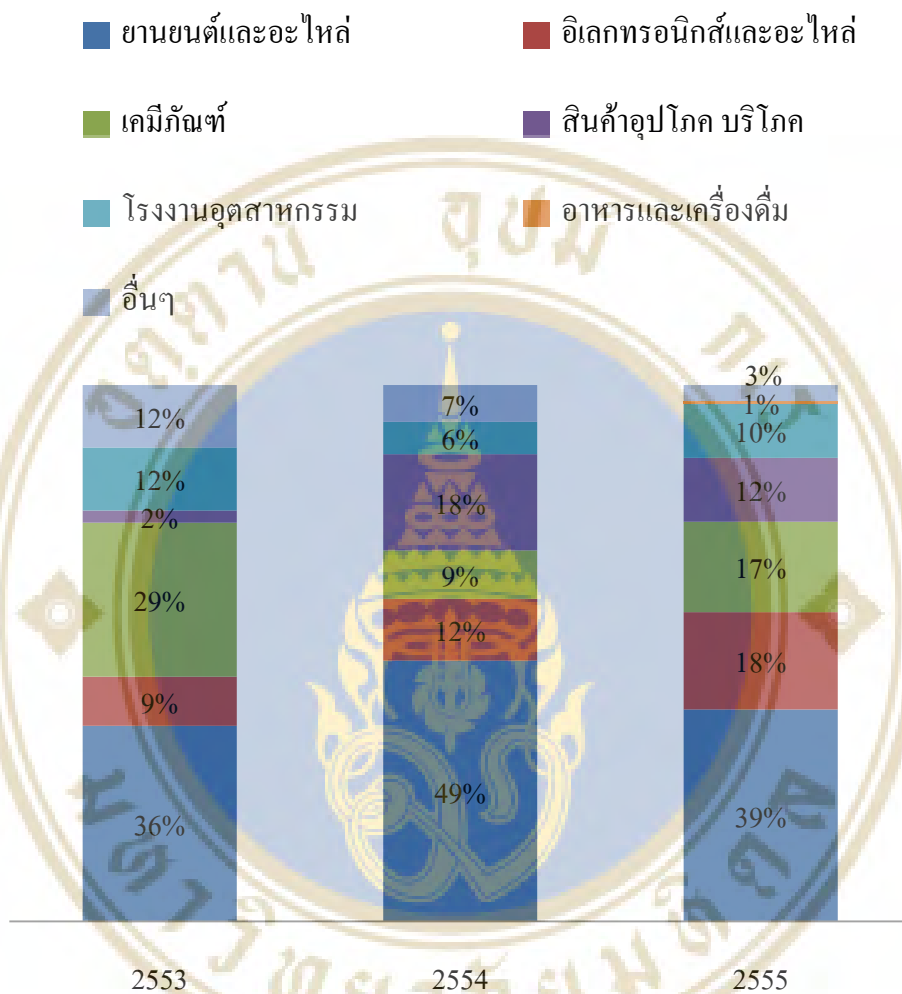 ยานยนต์และอะไหล่ อิเลกทรอนิกส์และอะไหล่
เคมีภัณฑ์ สินค้าอุปโภค บริโภค
โรงงานอุตสาหกรรม อาหารและเครื่องดื่ม
อื่นๆ
12% 7% 3%
1%
12% 6% 10%
2% 18% 12%
29% 9% 17%
9% 12% 18%
36% 49% 39%
2553 2554 2555